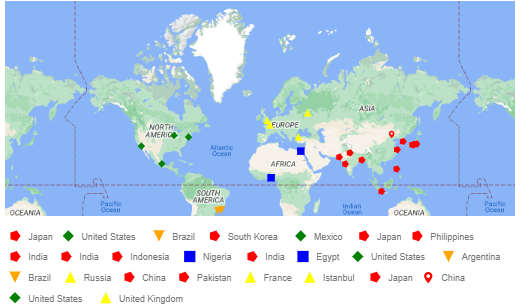 ASIA
NORTH
AMERICA
EUROPE
Atlantic
Ocean
AFRICA
Pacific
Ocean
SOUTH
AMERICA
Indian
Ocean
Pacific
Ocean
OCEANIA
OCEANIA
Japan United States Brazil South Korea Mexico Japan Philippines
India India Indonesia Nigeria India Egypt United States Argentina
Brazil Russia China Pakistan France Istanbul Japan China
United States United Kingdom